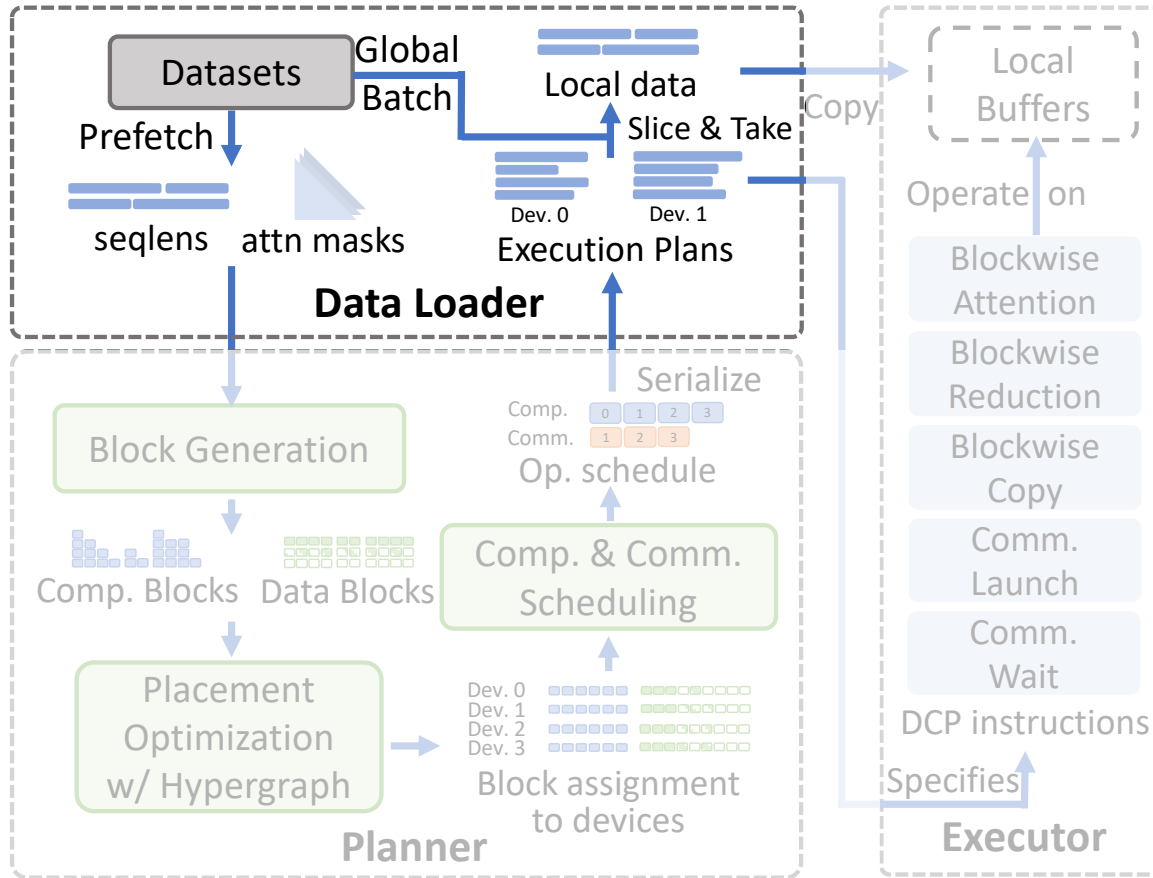 Datasets
Global
Batch
Prefetch
seqlens
attn masks
Local data
Slice & Take
Dev. 0
Dev. 1
Execution Plans
Data Loader
Copy
Block Generation
Comp. Blocks
Data Blocks
Placement
Optimization
w/ Hypergraph
Dev. 0
Dev. 1
Dev. 2
Dev. 3
Block assignment
to devices
Comp. & Comm.
Scheduling
Op. schedule
Comp.
0 1 2 3
Comm.
1 2 3
Serialize
Planner
Local
Buffers
Operate on
Blockwise
Attention
Blockwise
Reduction
Blockwise
Copy
Comm.
Launch
Comm.
Wait
DCP instructions
Specifies
Executor